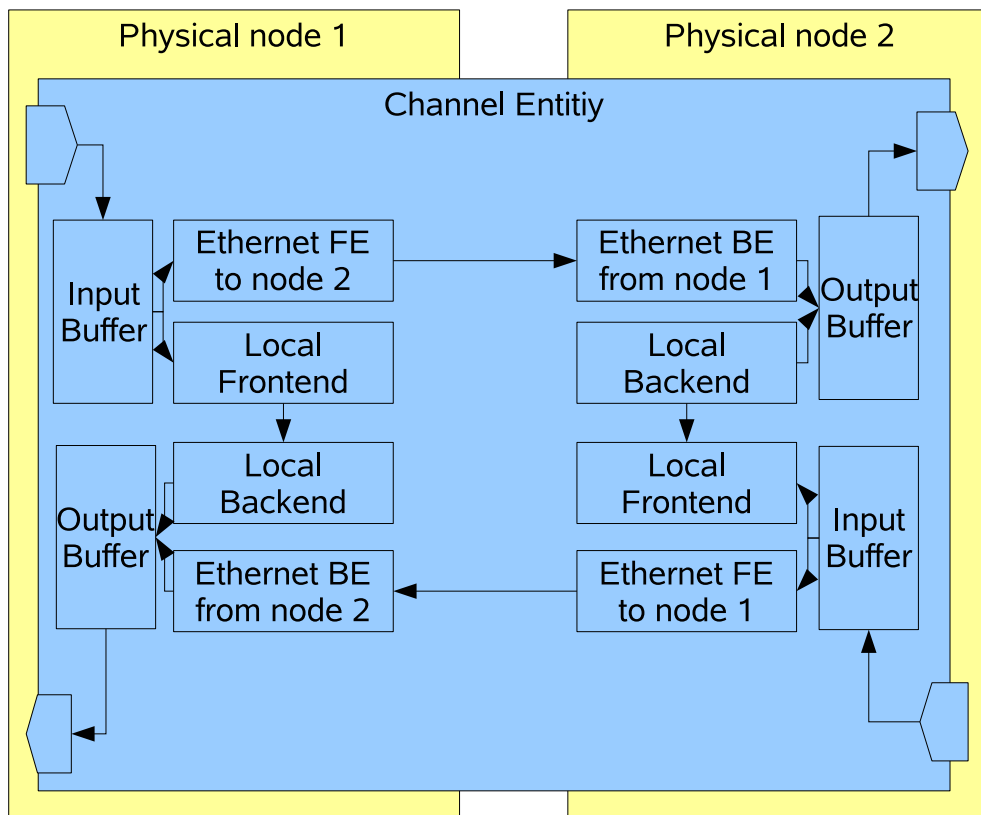 Physical node 1
Physical node 2
Channel Entitiy
Input
Buffer
Ethernet FE
to node 2
Local
Frontend
Ethernet BE
from node 1
Local
Backend
Output
Buffer
Output
Buffer
Local
Backend
Ethernet BE
from node 2
Local
Frontend
Ethernet FE
to node 1
Input
Buffer